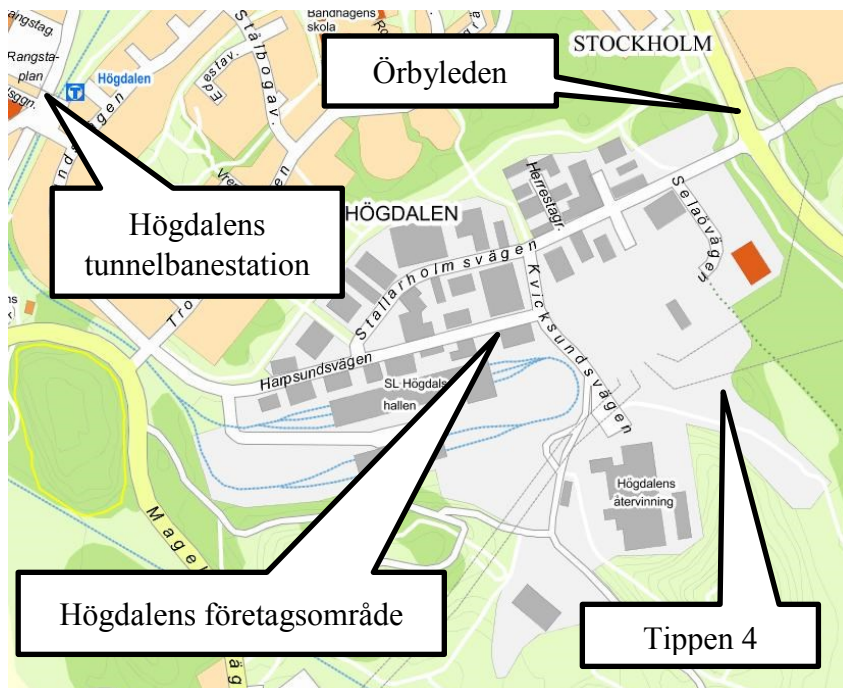 ångstag.
Rangsta-
plan
Högdalen
Stålbogav.
Edestav.
Bandhagens
skola
STOCKHOLM
Örbyleden
Högdalens
tunnelbanestation
HÖGDALEN
Herrestagr.
Selaövägen
Stallarholmsvägen
Kvicksundsvägen
Harpsundsvägen
SL Högdals
hallen
Högdalens
återvinning
Högdalens företagsområde
Tippen 4